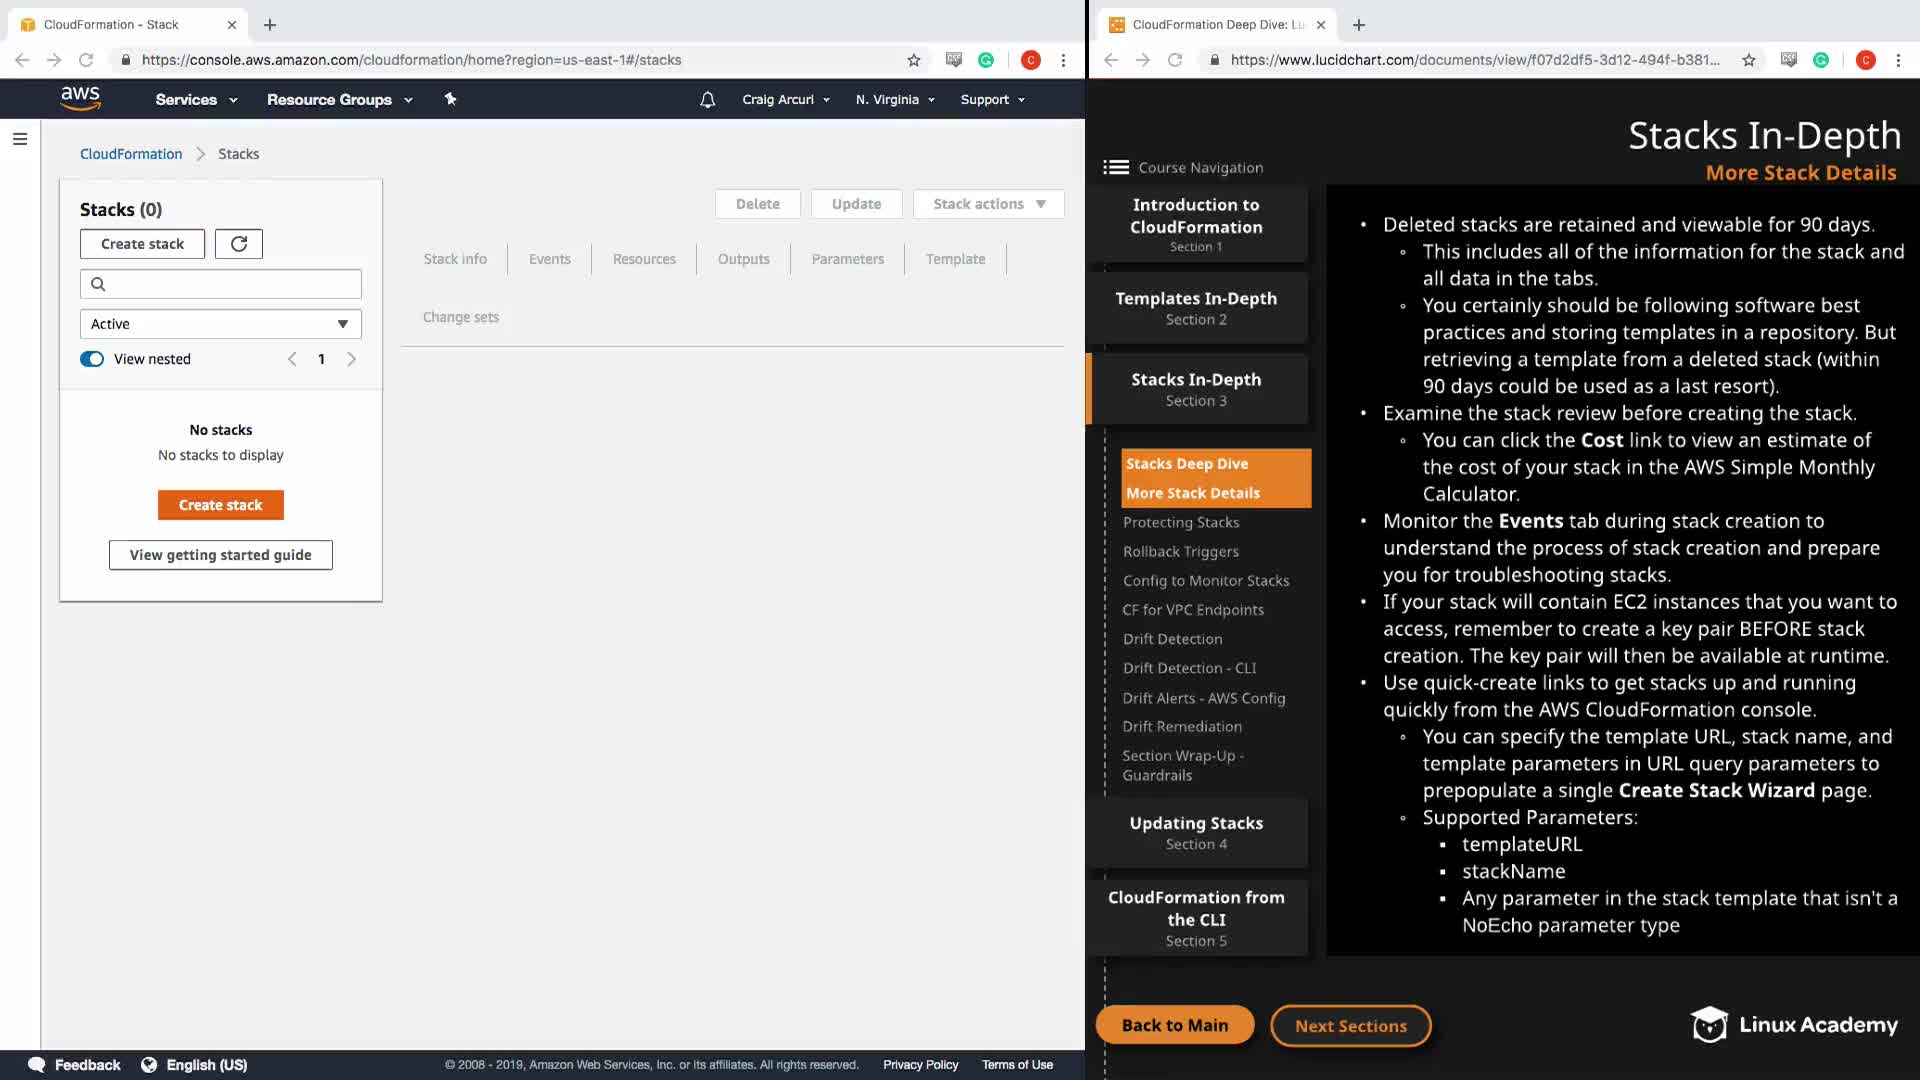 CloudFormation - Stack
https://console.aws.amazon.com/cloudformation/home?region=us-east-1#/stacks
C
aws
Services
Resource Groups
Craig Arcuri
N. Virginia
Support
CloudFormation
Stacks
Stacks (0)
Create stack
Active
View nested
1
No stacks
No stacks to display
Create stack
View getting started guide
Delete
Update
Stack actions
Stack info
Events
Resources
Outputs
Parameters
Template
Change sets
Feedback
English (US)
© 2008 - 2019, Amazon Web Services, Inc. or its affiliates. All rights reserved.
Privacy Policy
Terms of Use
CloudFormation Deep Dive: Lu
https://www.lucidchart.com/documents/view/f07d2df5-3d12-494f-b381...
C
Stacks In-Depth
More Stack Details
Course Navigation
Introduction to
CloudFormation
Section 1
Templates In-Depth
Section 2
Stacks In-Depth
Section 3
Stacks Deep Dive
More Stack Details
Protecting Stacks
Rollback Triggers
Config to Monitor Stacks
CF for VPC Endpoints
Drift Detection
Drift Detection - CLI
Drift Alerts - AWS Config
Drift Remediation
Section Wrap-Up -
Guardrails
Updating Stacks
Section 4
CloudFormation from
the CLI
Section 5
Back to Main
Next Sections
• Deleted stacks are retained and viewable for 90 days.
◦ This includes all of the information for the stack and
all data in the tabs.
◦ You certainly should be following software best
practices and storing templates in a repository. But
retrieving a template from a deleted stack (within
90 days could be used as a last resort).
• Examine the stack review before creating the stack.
◦ You can click the Cost link to view an estimate of
the cost of your stack in the AWS Simple Monthly
Calculator.
• Monitor the Events tab during stack creation to
understand the process of stack creation and prepare
you for troubleshooting stacks.
• If your stack will contain EC2 instances that you want to
access, remember to create a key pair BEFORE stack
creation. The key pair will then be available at runtime.
• Use quick-create links to get stacks up and running
quickly from the AWS CloudFormation console.
◦ You can specify the template URL, stack name, and
template parameters in URL query parameters to
prepopulate a single Create Stack Wizard page.
◦ Supported Parameters:
▪ templateURL
▪ stackName
▪ Any parameter in the stack template that isn't a
NoEcho parameter type
Linux Academy